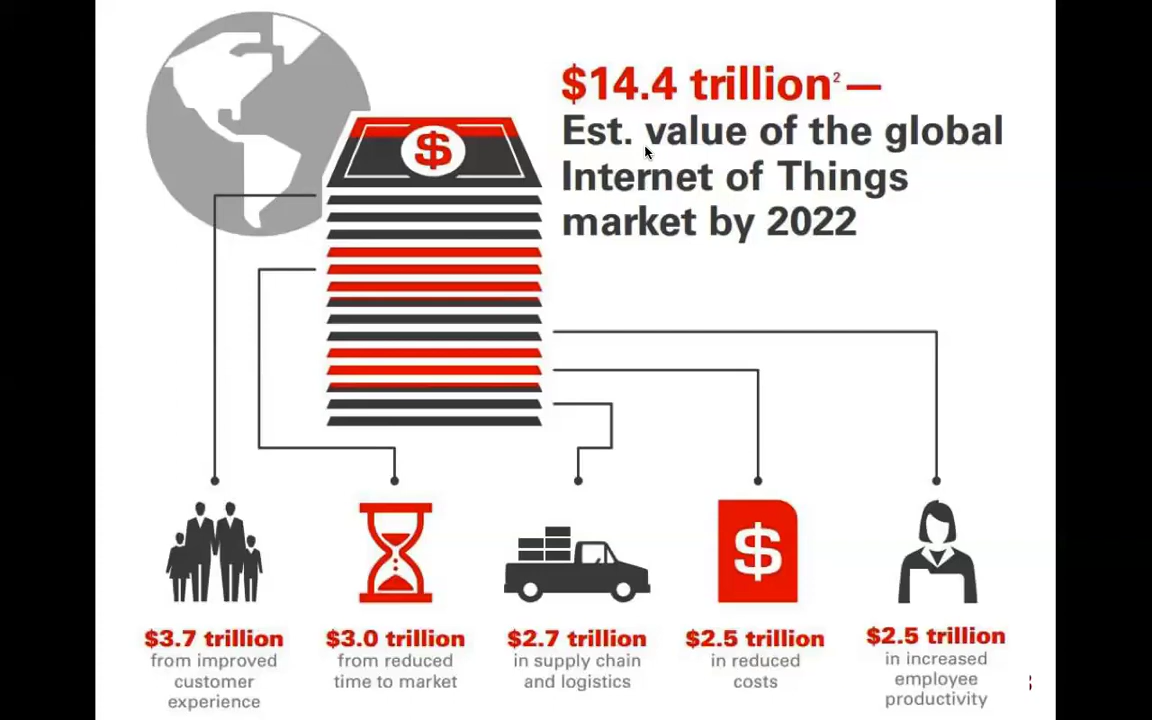 $14.4 trillion²—
Est. value of the global
Internet of Things
market by 2022
$
$
$3.7 trillion
from improved
customer
experience
$3.0 trillion
from reduced
time to market
$2.7 trillion
in supply chain
and logistics
$2.5 trillion
in reduced
costs
$2.5 trillion
in increased
employee
productivity